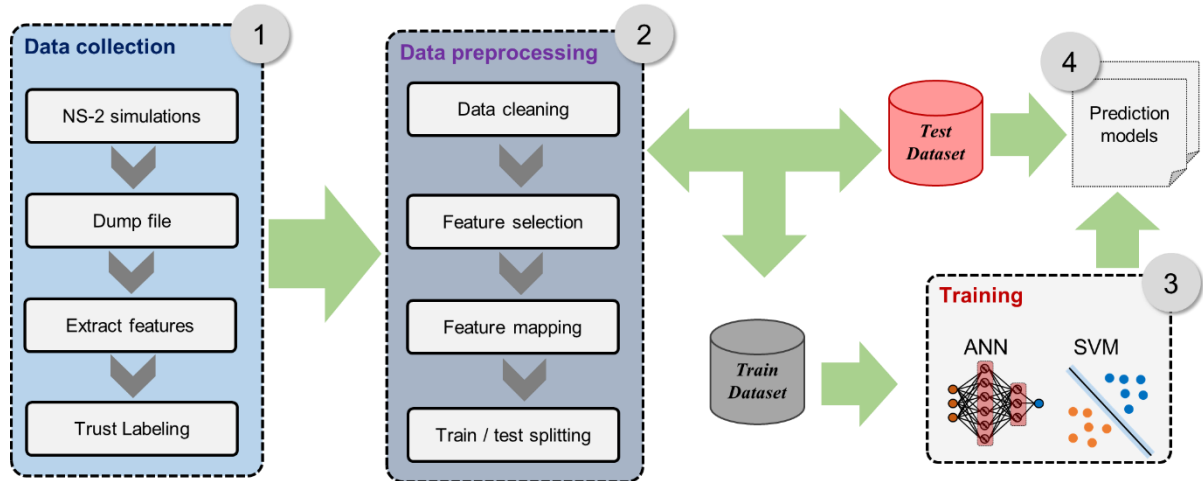 Data collection
1
NS-2 simulations
Dump file
Extract features
Trust Labeling
Data preprocessing
2
Data cleaning
Feature selection
Feature mapping
Train / test splitting
Test
Dataset
Train
Dataset
4
Prediction
models
3
Training
ANN
SVM